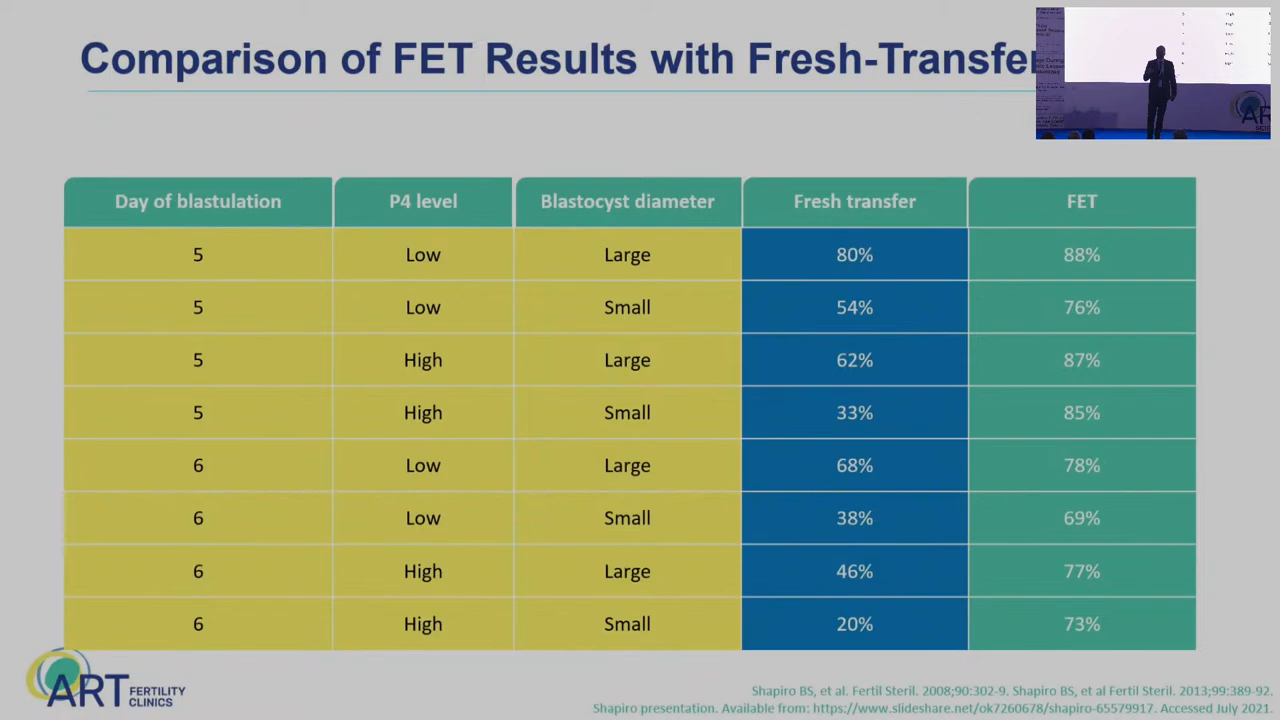 Comparison of FET Results with Fresh-Transfer
Day of blastulation P4 level Blastocyst diameter Fresh transfer FET
5 Low Large 80% 88%
5 Low Small 54% 76%
5 High Large 62% 87%
5 High Small 33% 85%
6 Low Large 68% 78%
6 Low Small 38% 69%
6 High Large 46% 77%
6 High Small 20% 73%
ART FERTILITY
CLINICS
Shapiro BS, et al. Fertil Steril. 2008;90:302-9. Shapiro BS, et al Fertil Steril. 2013;99:389-92.
Shapiro presentation. Available from: https://www.slideshare.net/ok7260678/shapiro-65579917. Accessed July 2021.